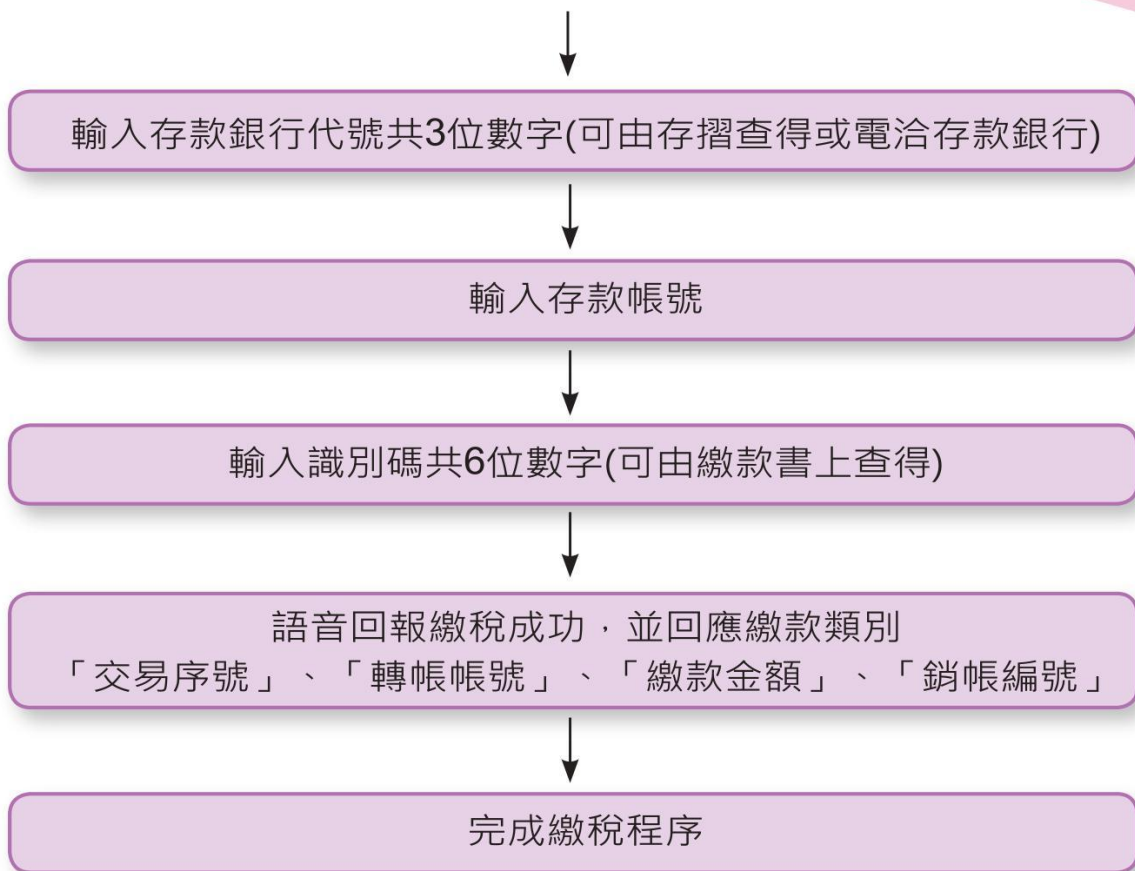 輸入存款銀行代號共3位數字(可由存摺查得或電洽存款銀行)
輸入存款帳號
輸入識別碼共6位數字(可由繳款書上查得)
語音回報繳稅成功，並回應繳款類別
「交易序號」、「轉帳帳號」、「繳款金額」、「銷帳編號」
完成繳稅程序